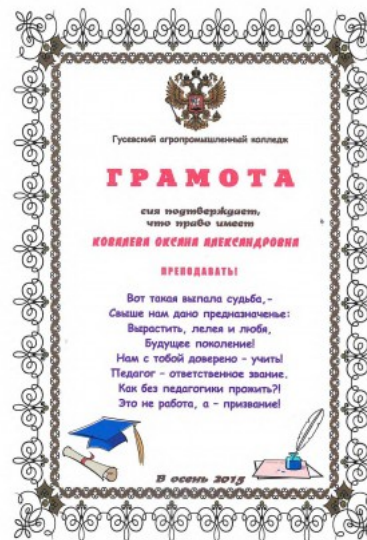 Гусевский агропромышленный колледж
ГРАМОТА
сия подтверждает,
что право имеет
КОВАЛЕВА ОКСАНА АЛЕКСАНДРОВНА
ПРЕПОДАВАТЬ!
Вот такая выпала судьба,-
Свыше нам дано предназначенье:
Вырастить, лелея и любя,
Будущее поколение!
Нам с тобой доверено - учить!
Педагог - ответственное звание.
Как без педагогики прожить?!
Это не работа, а - призвание!
В осень 2015